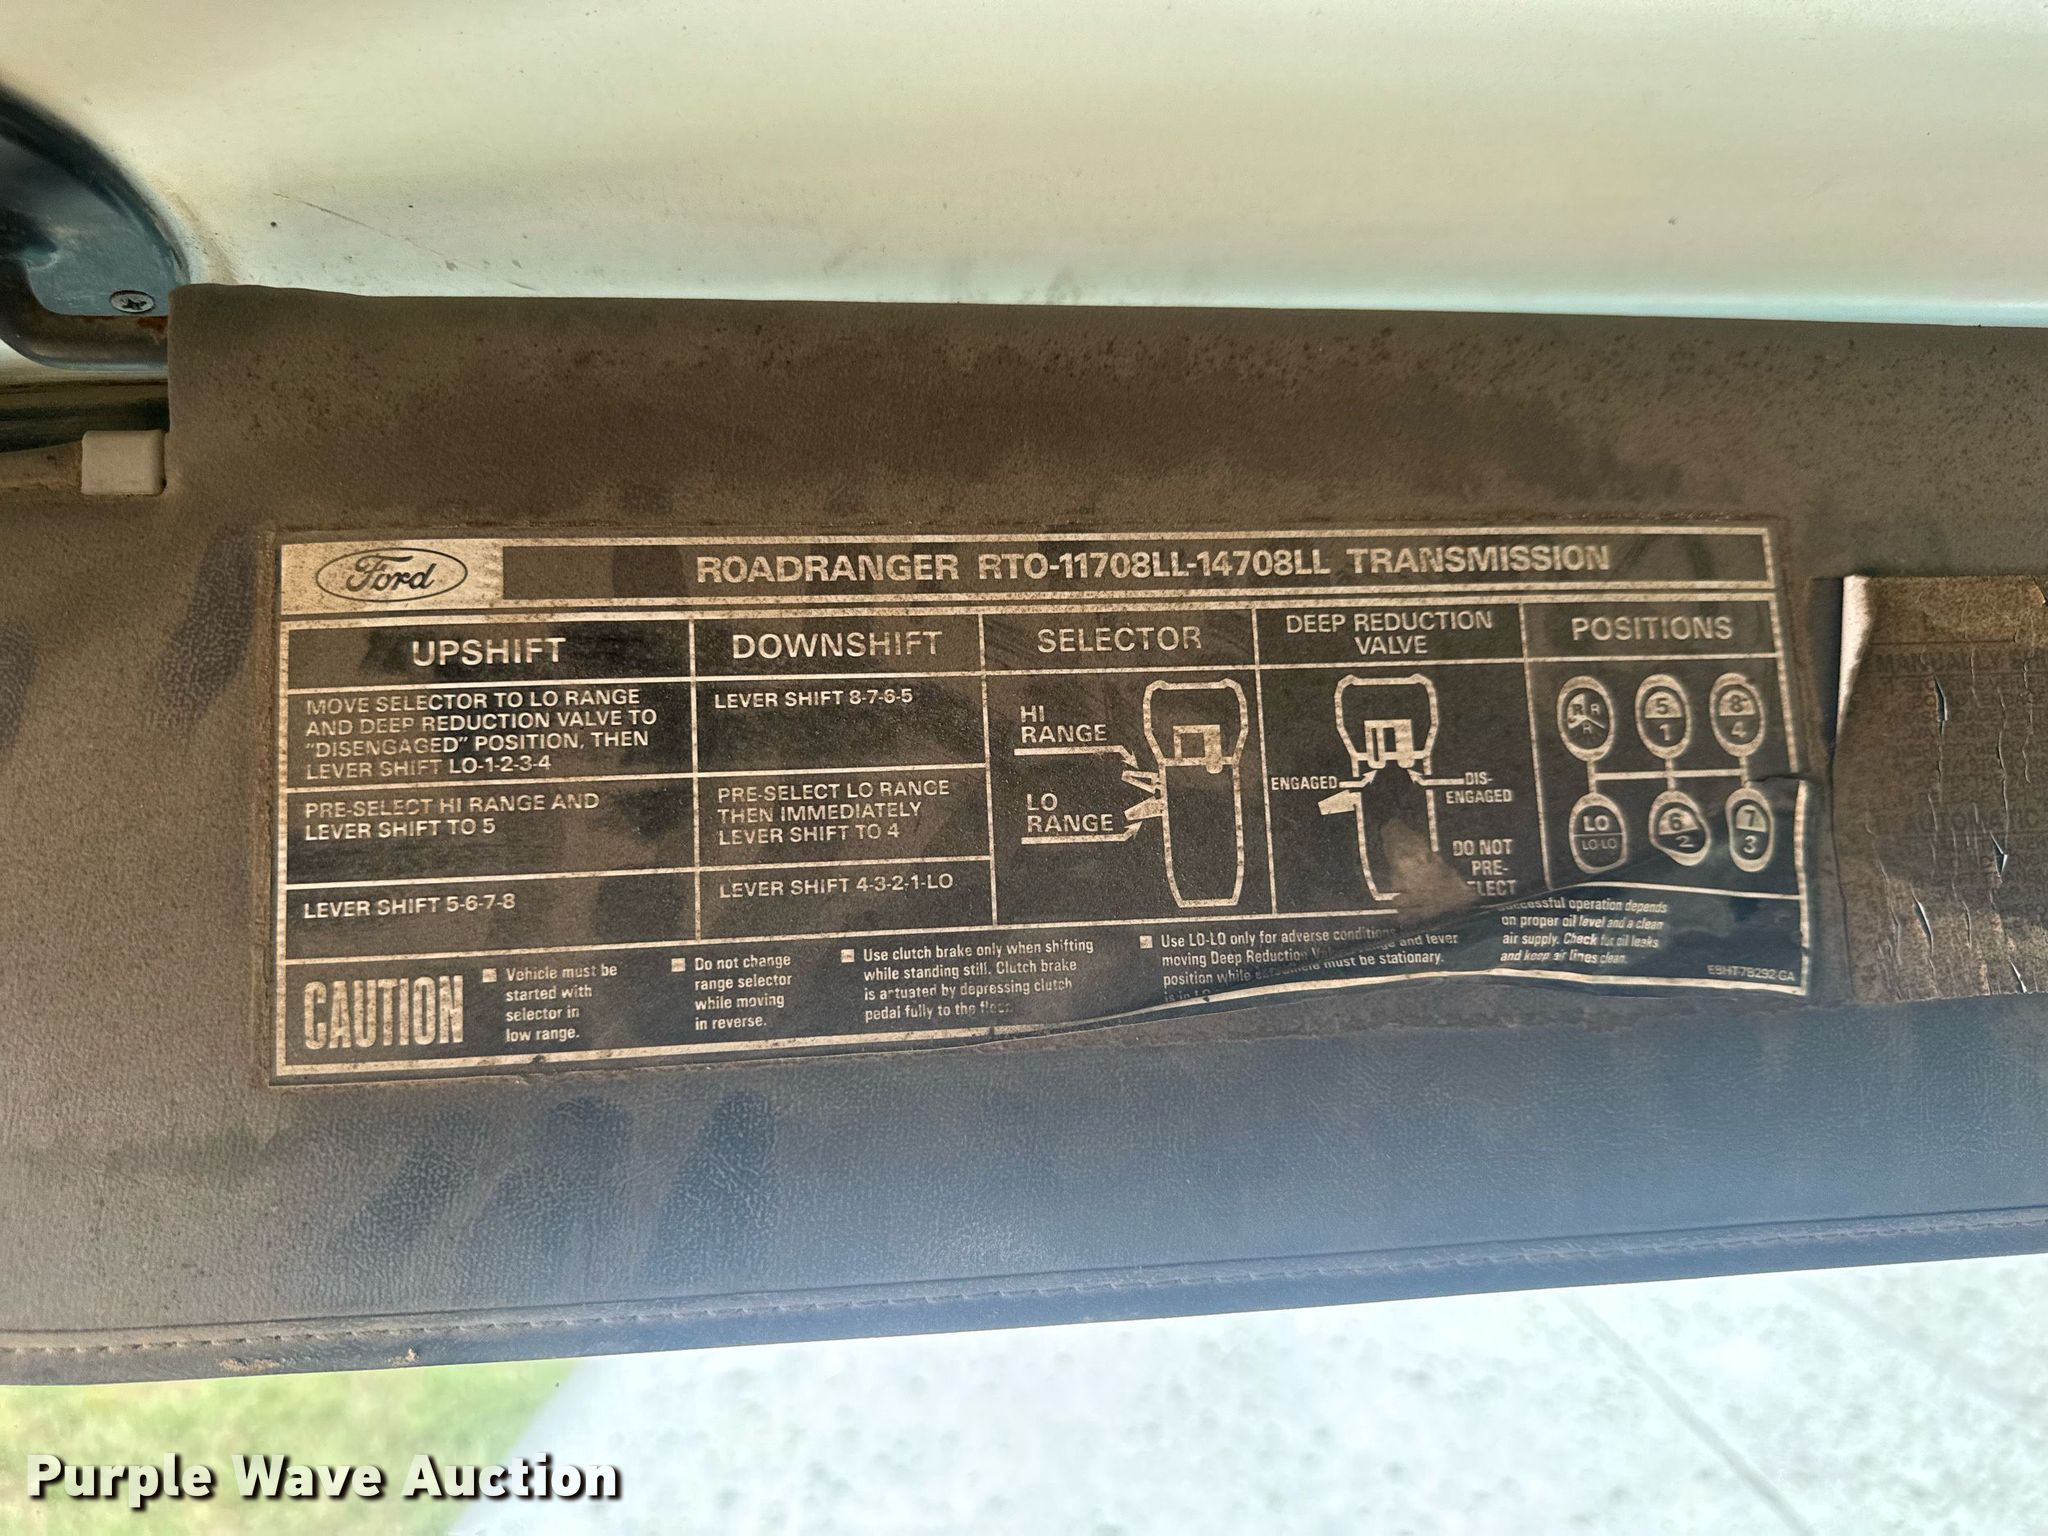 Ford
ROADRANGER RTO-11708LL-14708LL TRANSMISSION
UPSHIFT
MOVE SELECTOR TO LO RANGE
AND DEEP REDUCTION VALVE TO
"DISENGAGED" POSITION, THEN
LEVER SHIFT LO-1-2-3-4
PRE-SELECT HI RANGE AND
LEVER SHIFT TO 5
LEVER SHIFT 5-6-7-8
DOWNSHIFT
LEVER SHIFT 8-7-6-5
PRE-SELECT LO RANGE
THEN IMMEDIATELY
LEVER SHIFT TO 4
LEVER SHIFT 4-3-2-1-LO
SELECTOR
HI
RANGE
LO
RANGE
DEEP REDUCTION
VALVE
ENGAGED
DIS-
ENGAGED
DO NOT
PRE-
POSITIONS
R R
R
5
1
8
4
LO
LO-LO
6
2
7
3
CAUTION
Vehicle must be
started with
selector in
low range.
Do not change
range selector
while moving
in reverse.
Use clutch brake only when shifting
while standing still. Clutch brake
is actuated by depressing clutch
pedal fully to the
Use LO-LO only for adverse conditions
moving Deep Reduction and lever
position while must be stationary.
operation depends
on proper oil level and a clean
air supply. Check for oil leaks
and keep air lines clean.
E8HT-7B292-GA
MANUALLY
AUTOMATIC
Purple Wave Auction